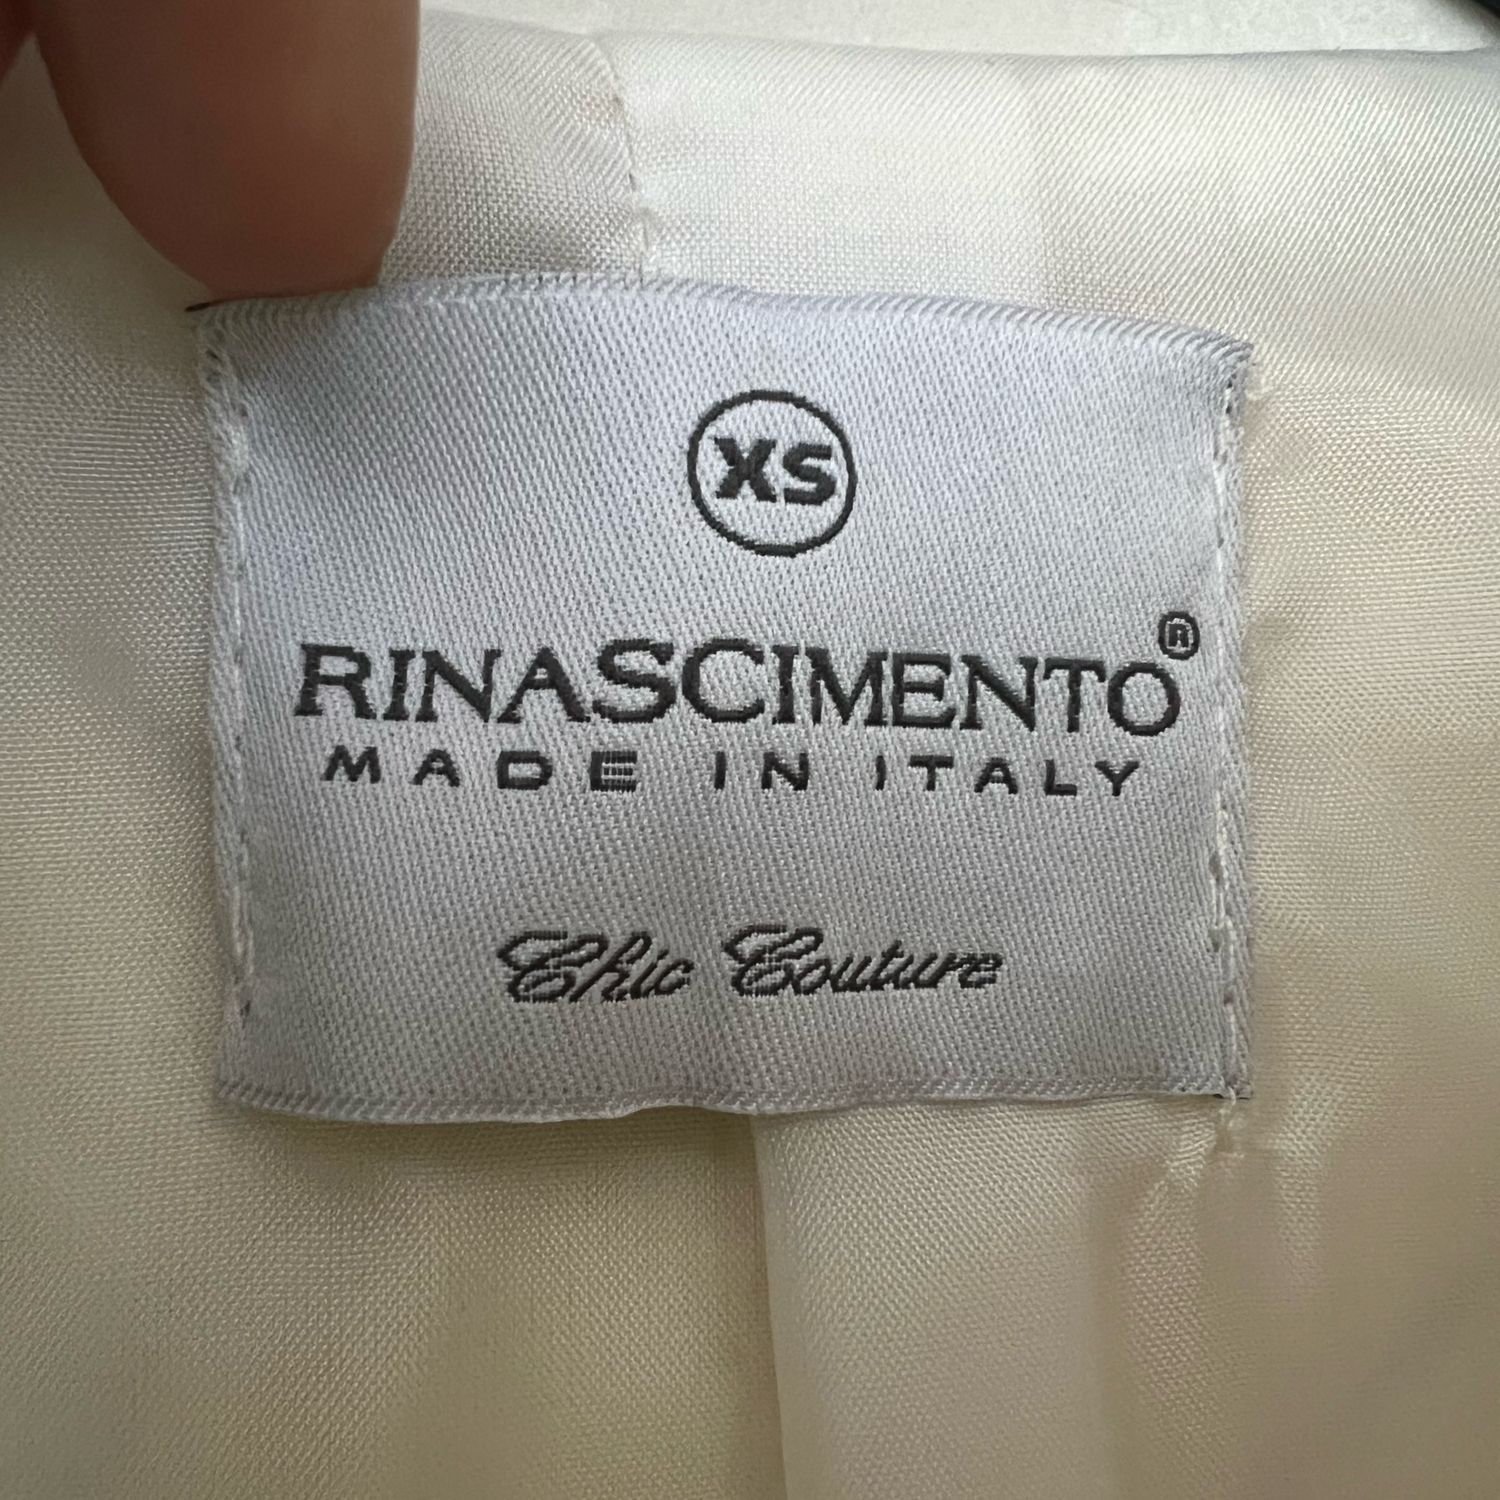 XS
RINASCIMENTO®
MADE IN ITALY
Chic Couture